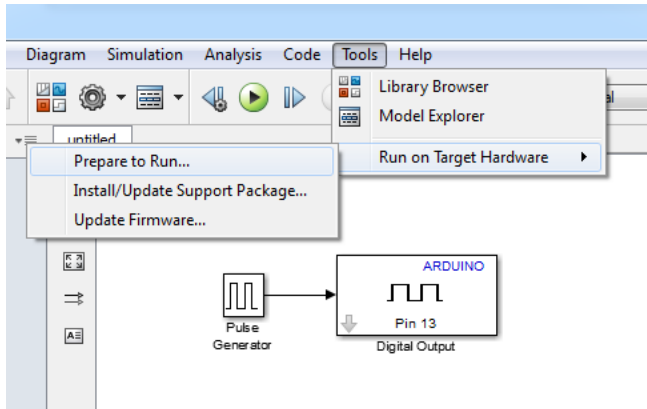 Diagram Simulation Analysis Code Tools Help
Library Browser
Model Explorer
Run on Target Hardware
untitled
Prepare to Run...
Install/Update Support Package...
Update Firmware...
ARDUINO
Pin 13
Pulse
Generator
Digital Output